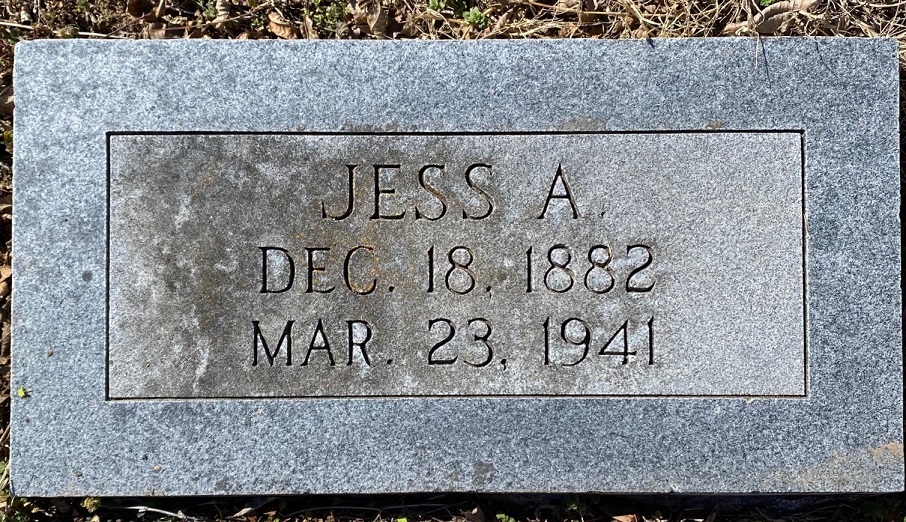 JESS A.
DEC. 18, 1882
MAR. 23, 1941